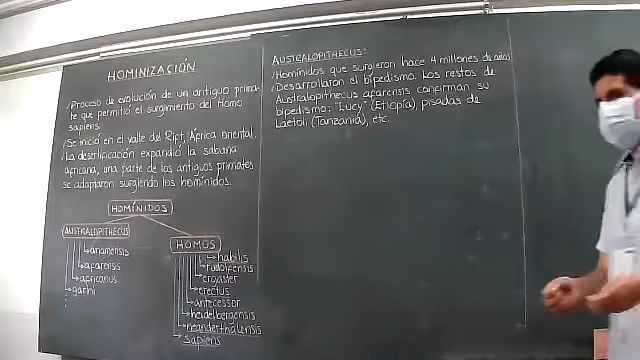 HOMINIZACIÓN
/Proceso de evolución de un antiguo prima-
te que permitió el surgimiento del Homo
sapiens.
/Se inició en el valle del Rift, África Oriental.
/La desertificación expandió la sabana
africana, una parte de los antiguos primates
se adaptaron surgiendo los homínidos.
HOMÍNIDOS
AUSTRALOPITHECUS
anamensis
afarensis
africanus
garhi
HOMOS
habilis
rudolfensis
ergaster
erectus
antecessor
heidelbergensis
neanderthalensis
sapiens
AUSTRALOPITHECUS:
/Homínidos que surgieron hace 4 millones de años
/Desarrollaron el bipedismo. Los restos de
Australopithecus afarensis confirman su
bipedismo: "Lucy" (Etiopía), pisadas de
Laetoli (Tanzania), etc.